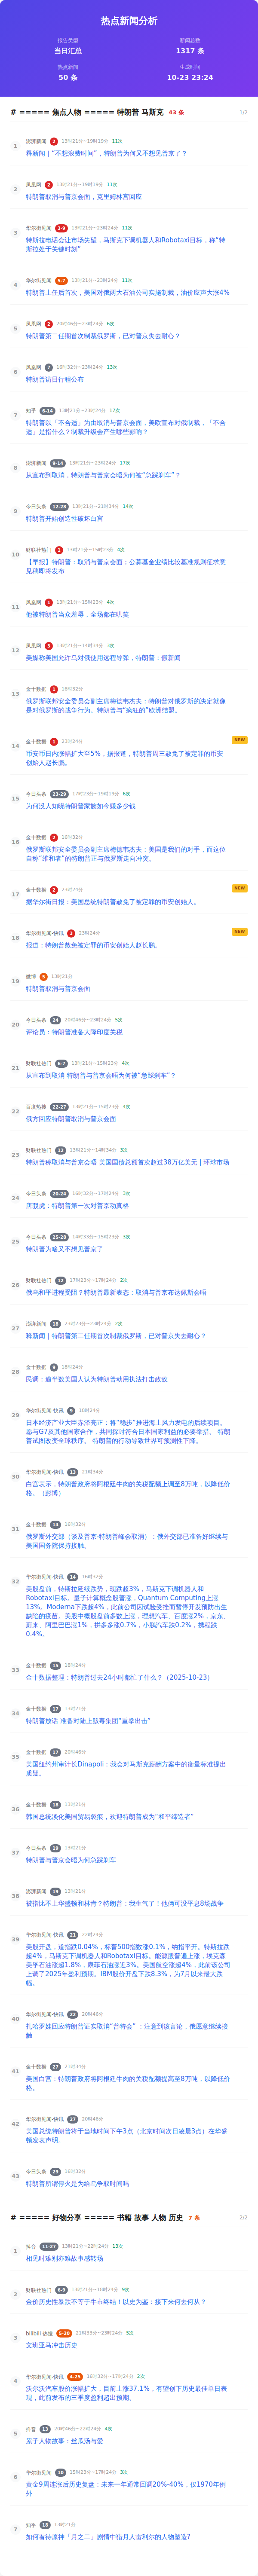 热点新闻分析
报告类型
当日汇总
新闻总数
1317 条
热点新闻
50 条
生成时间
10-23 23:24
# ===== 焦点人物 ===== 特朗普 马斯克 43 条 1/2
1
澎湃新闻 2 13时21分~19时19分 11次
释新闻｜“不想浪费时间”，特朗普为何又不想见普京了？
2
凤凰网 2 13时21分~19时19分 11次
特朗普取消与普京会面，克里姆林宫回应
3
华尔街见闻 5-9 13时21分~23时24分 11次
特斯拉电话会让市场失望，马斯克下调机器人和Robotaxi目标，称“特
斯拉处于关键时刻”
4
华尔街见闻 5-7 13时21分~23时24分 11次
特朗普上任后首次，美国对俄两大石油公司实施制裁，油价应声大涨4%
5
凤凰网 2 20时46分~23时24分 6次
特朗普第二任期首次制裁俄罗斯，已对普京失去耐心？
6
凤凰网 7 16时32分~23时24分 13次
特朗普访日行程公布
7
知乎 6-14 13时21分~23时24分 17次
特朗普以「不合适」为由取消与普京会面，美欧宣布对俄制裁，「不合
适」是指什么？制裁升级会产生哪些影响？
8
澎湃新闻 9-14 13时21分~23时24分 17次
从宣布到取消，特朗普与普京会晤为何被“急踩刹车”？
9
今日头条 12-28 13时21分~21时34分 14次
特朗普开始创造性破坏白宫
10
财联社热门 1 13时21分~15时23分 4次
【早报】特朗普：取消与普京会面；公募基金业绩比较基准规则征求意
见稿即将发布
11
凤凰网 1 13时21分~15时23分 4次
他被特朗普当众羞辱，全场都在哄笑
12
凤凰网 3 13时21分~14时34分 3次
美媒称美国允许乌对俄使用远程导弹，特朗普：假新闻
13
金十数据 1 16时32分
俄罗斯联邦安全委员会副主席梅德韦杰夫：特朗普对俄罗斯的决定就像
是对俄罗斯的战争行为。特朗普与“疯狂的”欧洲结盟。
14
金十数据 1 23时24分
NEW
币安币日内涨幅扩大至5%，据报道，特朗普周三赦免了被定罪的币安
创始人赵长鹏。
15
今日头条 23-29 17时23分~19时19分 6次
为何没人知晓特朗普家族如今赚多少钱
16
金十数据 2 16时32分
俄罗斯联邦安全委员会副主席梅德韦杰夫：美国是我们的对手，而这位
自称“维和者”的特朗普正与俄罗斯走向冲突。
17
金十数据 2 23时24分
NEW
据华尔街日报：美国总统特朗普赦免了被定罪的币安创始人。
18
华尔街见闻-快讯 3 23时24分
NEW
报道：特朗普赦免被定罪的币安创始人赵长鹏。
19
微博 5 13时21分
特朗普取消与普京会面
20
今日头条 24 20时46分~23时24分 5次
评论员：特朗普准备大降印度关税
21
财联社热门 6-7 13时21分~15时23分 4次
从宣布到取消 特朗普与普京会晤为何被“急踩刹车”？
22
百度热搜 22-27 13时21分~15时23分 4次
俄方回应特朗普取消与普京会面
23
财联社热门 12 13时21分~14时34分 3次
特朗普称取消与普京会晤 美国国债总额首次超过38万亿美元 | 环球市场
24
今日头条 20-24 16时32分~17时24分 3次
唐驳虎：特朗普第一次对普京动真格
25
今日头条 25-28 14时33分~15时23分 3次
特朗普为啥又不想见普京了
26
财联社热门 12 17时23分~17时24分 2次
俄乌和平进程受阻？特朗普最新表态：取消与普京布达佩斯会晤
27
澎湃新闻 18 23时23分~23时24分 2次
释新闻｜特朗普第二任期首次制裁俄罗斯，已对普京失去耐心？
28
金十数据 9 18时24分
民调：逾半数美国人认为特朗普动用执法打击政敌
29
华尔街见闻-快讯 9 18时24分
日本经济产业大臣赤泽亮正：将“稳步”推进海上风力发电的后续项目。
愿与G7及其他国家合作，共同探讨符合日本国家利益的必要举措。 特朗
普试图改变全球秩序。 特朗普的行动导致世界可预测性下降。
30
华尔街见闻-快讯 13 21时34分
白宫表示，特朗普政府将阿根廷牛肉的关税配额上调至8万吨，以降低价
格。（彭博）
31
金十数据 14 16时32分
俄罗斯外交部（谈及普京-特朗普峰会取消）：俄外交部已准备好继续与
美国国务院保持接触。
32
华尔街见闻-快讯 14 16时32分
美股盘前，特斯拉延续跌势，现跌超3%，马斯克下调机器人和
Robotaxi目标。量子计算概念股普涨，Quantum Computing上涨
13%。Moderna下跌超4%，此前公司因试验受挫而暂停开发预防出生
缺陷的疫苗。美股中概股盘前多数上涨，理想汽车、百度涨2%，京东、
蔚来、阿里巴巴涨1%，拼多多涨0.7%，小鹏汽车跌0.2%，携程跌
0.4%。
33
金十数据 15 18时24分
金十数据整理：特朗普过去24小时都忙了什么？（2025-10-23）
34
金十数据 17 13时21分
特朗普放话 准备对陆上贩毒集团“重拳出击”
35
金十数据 17 20时46分
美国纽约州审计长Dinapoli：我会对马斯克薪酬方案中的衡量标准提出
质疑。
36
金十数据 18 13时21分
韩国总统淡化美国贸易裂痕，欢迎特朗普成为“和平缔造者”
37
今日头条 19 13时21分
特朗普与普京会晤为何急踩刹车
38
澎湃新闻 19 13时21分
被指比不上华盛顿和林肯？特朗普：我生气了！他俩可没平息8场战争
39
华尔街见闻-快讯 21 22时24分
美股开盘，道指跌0.04%，标普500指数涨0.1%，纳指平开。特斯拉跌
超4%，马斯克下调机器人和Robotaxi目标。能源股普遍上涨，埃克森
美孚石油涨超1.8%，康菲石油涨近3%。美国航空涨超4%，此前该公司
上调了2025年盈利预期。IBM股价开盘下跌8.3%，为7月以来最大跌
幅。
40
华尔街见闻-快讯 22 20时46分
扎哈罗娃回应特朗普证实取消“普特会” ：注意到该言论，俄愿意继续接
触
41
金十数据 27 21时34分
美国白宫：特朗普政府将阿根廷牛肉的关税配额提高至8万吨，以降低价
格。
42
华尔街见闻-快讯 27 20时46分
美国总统特朗普将于当地时间下午3点（北京时间次日凌晨3点）在华盛
顿发表声明。
43
今日头条 29 16时32分
特朗普所谓停火是为给乌争取时间吗
# ===== 好物分享 ===== 书籍 故事 人物 历史 7 条 2/2
1
抖音 11-27 13时21分~22时24分 13次
相见时难别亦难故事感转场
2
财联社热门 6-9 13时21分~18时24分 9次
金价历史性暴跌不等于牛市终结！以史为鉴：接下来何去何从？
3
bilibili 热搜 5-20 21时33分~23时24分 5次
文班亚马冲击历史
4
华尔街见闻-快讯 4-25 16时32分~17时24分 2次
沃尔沃汽车股价涨幅扩大，目前上涨37.1%，有望创下历史最佳单日表
现，此前发布的三季度盈利超出预期。
5
抖音 13 20时46分~22时24分 4次
累子人物故事：丝瓜汤与爱
6
华尔街见闻 10 15时23分~17时24分 3次
黄金9周连涨后历史复盘：未来一年通常回调20%-40%，仅1970年例
外
7
知乎 18 13时21分
如何看待原神「月之二」剧情中猎月人雷利尔的人物塑造?